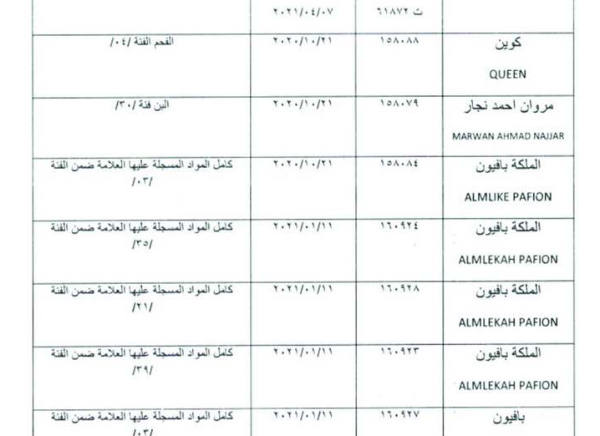 ت ٦١٨٧٢ ٢٠٢١/٠٤/٠٧
كوين ١٥٨٠٨٨ ٢٠٢٠/١٠/٢١ الفحم الفئة /٠٤/
QUEEN
مروان احمد نجار ١٥٨٠٧٩ ٢٠٢٠/١٠/٢١ البن فئة /٣٠/
MARWAN AHMAD NAJJAR
الملكة بافيون ١٥٨٠٨٤ ٢٠٢٠/١٠/٢١ كامل المواد المسجلة عليها العلامة ضمن الفئة
/٠٣/
ALMLIKE PAFION
الملكة بافيون ١٦٠٩٢٤ ٢٠٢١/٠١/١١ كامل المواد المسجلة عليها العلامة ضمن الفئة
/٣٥/
ALMLEKAH PAFION
الملكة بافيون ١٦٠٩٢٨ ٢٠٢١/٠١/١١ كامل المواد المسجلة عليها العلامة ضمن الفئة
/٢١/
ALMLEKAH PAFION
الملكة بافيون ١٦٠٩٢٣ ٢٠٢١/٠١/١١ كامل المواد المسجلة عليها العلامة ضمن الفئة
/٣٩/
ALMLEKAH PAFION
بافيون ١٦٠٩٢٧ ٢٠٢١/٠١/١١ كامل المواد المسجلة عليها العلامة ضمن الفئة
/٠٣/